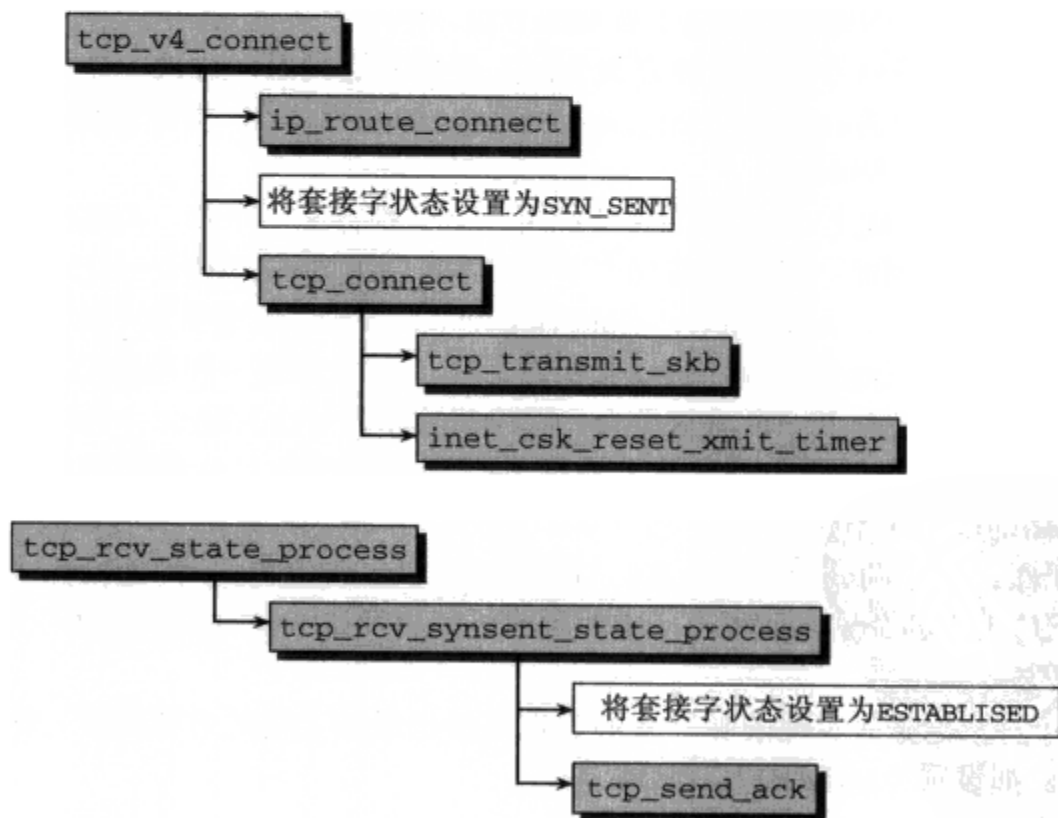 tcp_v4_connect
ip_route_connect
将套接字状态设置为SYN_SENT
tcp_connect
tcp_transmit_skb
inet_csk_reset_xmit_timer
tcp_rcv_state_process
tcp_rcv_synsent_state_process
将套接字状态设置为ESTABLISED
tcp_send_ack